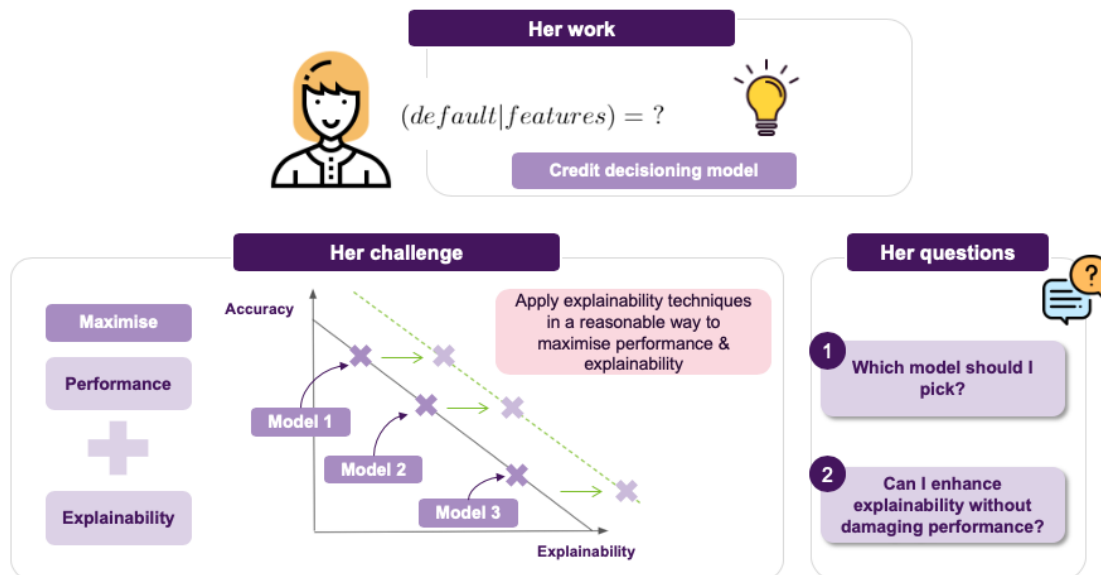 Her work
(default|features) = ?
Credit decisioning model
Her challenge
Maximise
Performance
Explainability
Accuracy
Apply explainability techniques
in a reasonable way to
maximise performance &
explainability
Model 1
Model 2
Model 3
Explainability
Her questions
?
1
Which model should I
pick?
2
Can I enhance
explainability without
damaging performance?